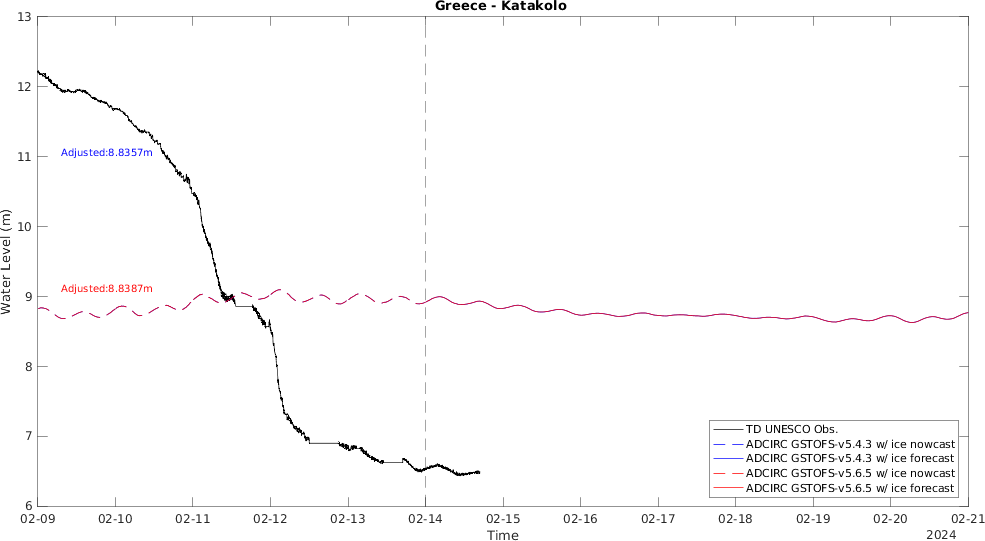 Greece - Katakolo
13
12
11
10
9
8
7
6
Water Level (m)
Adjusted:8.8357m
Adjusted:8.8387m
TD UNESCO Obs.
ADCIRC GSTOFS-v5.4.3 w/ ice nowcast
ADCIRC GSTOFS-v5.4.3 w/ ice forecast
ADCIRC GSTOFS-v5.6.5 w/ ice nowcast
ADCIRC GSTOFS-v5.6.5 w/ ice forecast
02-09 02-10 02-11 02-12 02-13 02-14 02-15 02-16 02-17 02-18 02-19 02-20 02-21
Time
2024